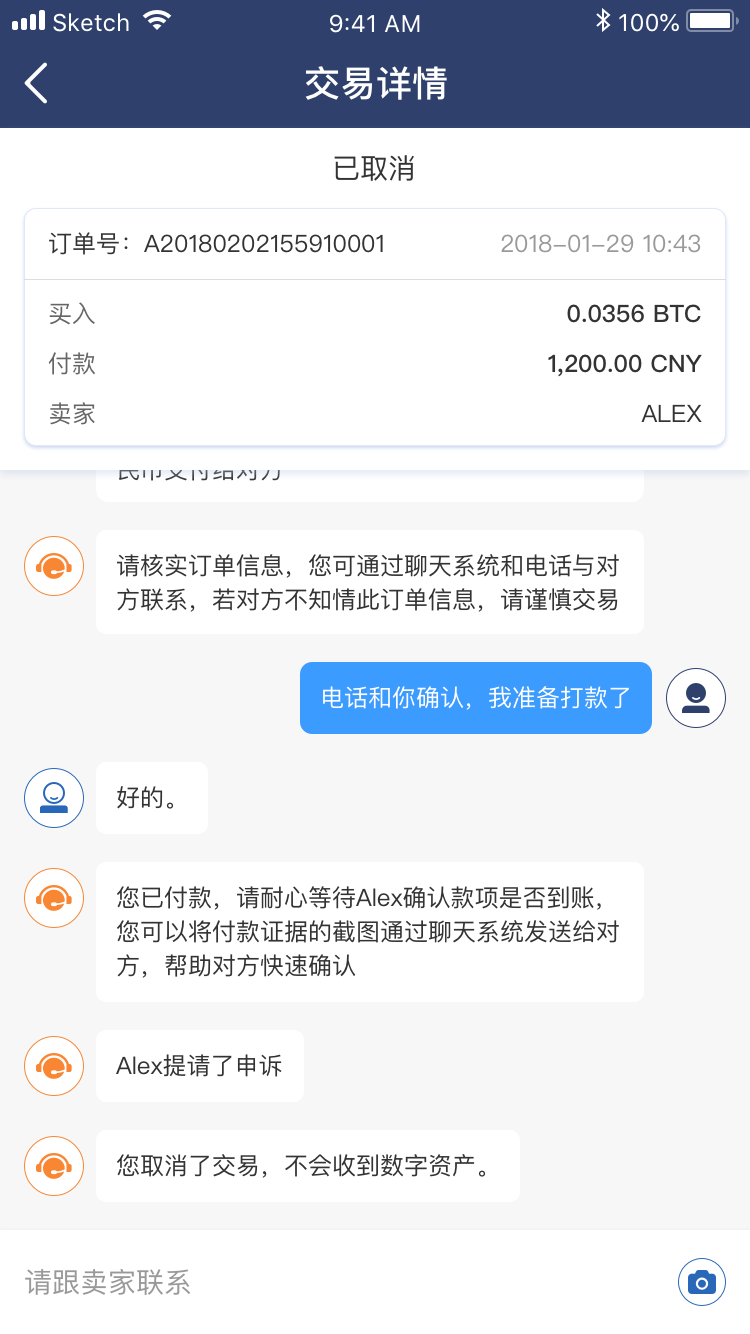 Sketch 9:41 AM 100%
交易详情
已取消
订单号：A20180202155910001 2018-01-29 10:43
买入 0.0356 BTC
付款 1,200.00 CNY
卖家 ALEX
民币支付给对方
请核实订单信息，您可通过聊天系统和电话与对
方联系，若对方不知情此订单信息，请谨慎交易
电话和你确认，我准备打款了
好的。
您已付款，请耐心等待Alex确认款项是否到账，
您可以将付款证据的截图通过聊天系统发送给对
方，帮助对方快速确认
Alex提请了申诉
您取消了交易，不会收到数字资产。
请跟卖家联系